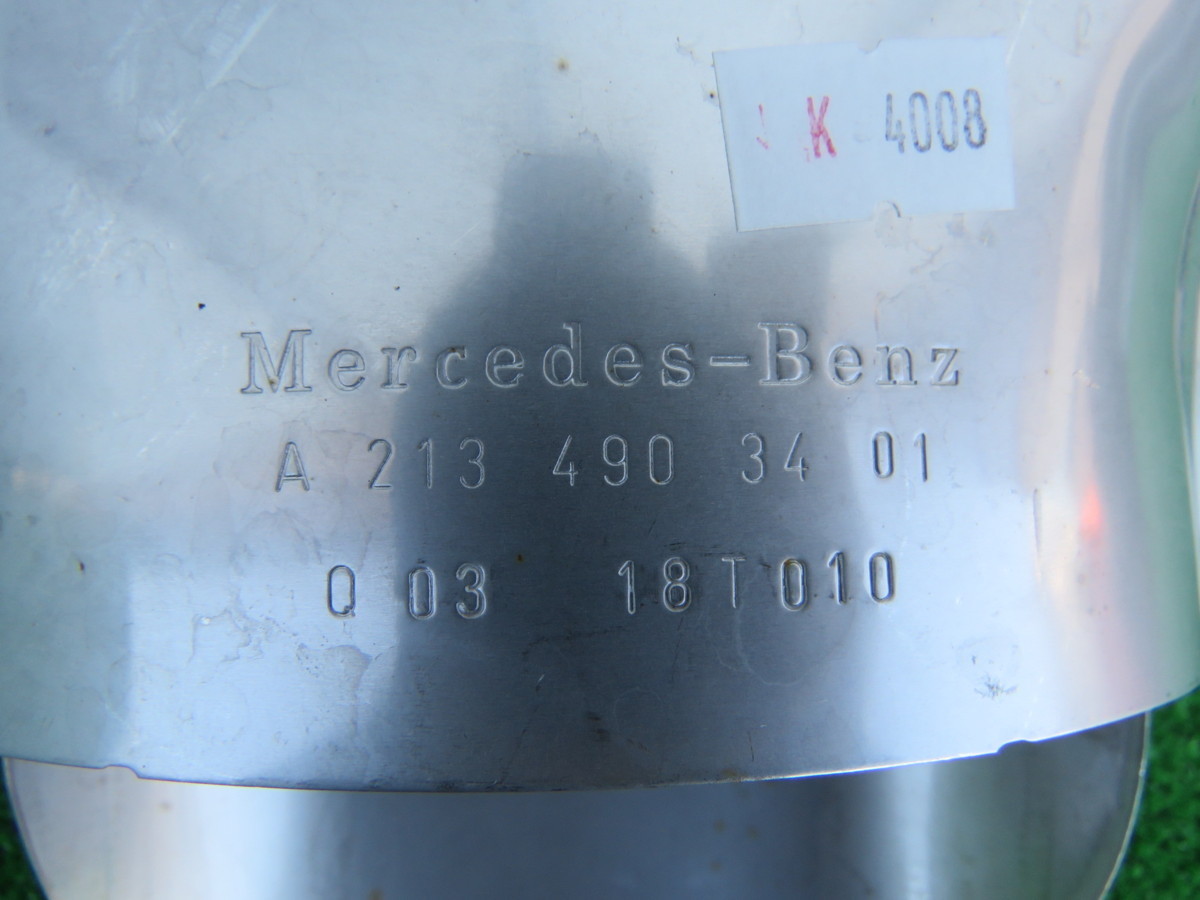 K 4008
Mercedes-Benz
A 213 490 34 01
Q 03 18T010